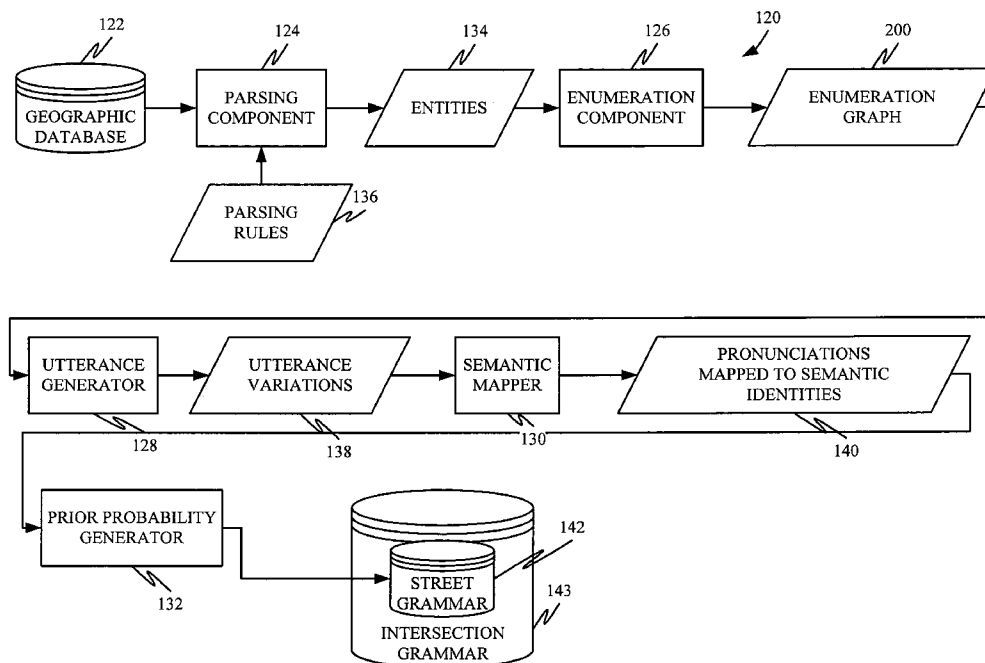 122
124
134
126
120
200
GEOGRAPHIC
DATABASE
PARSING
COMPONENT
ENTITIES
ENUMERATION
COMPONENT
ENUMERATION
GRAPH
PARSING
RULES
136
UTTERANCE
GENERATOR
UTTERANCE
VARIATIONS
SEMANTIC
MAPPER
PRONUNCIATIONS
MAPPED TO SEMANTIC
IDENTITIES
128
138
130
140
PRIOR PROBABILITY
GENERATOR
132
STREET
GRAMMAR
142
INTERSECTION
GRAMMAR
143